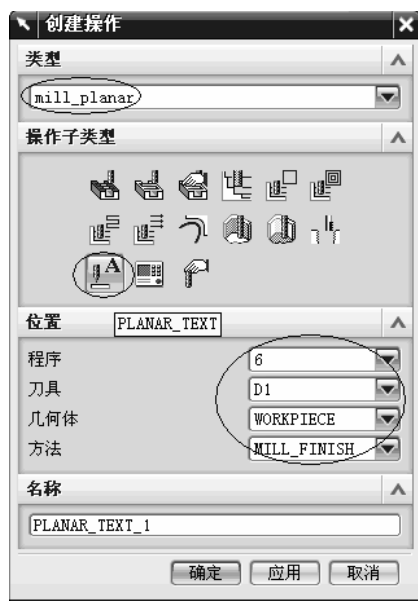 创建操作
类型
mill_planar
操作子类型
A
位置
PLANAR_TEXT
程序 6
刀具 D1
几何体 WORKPIECE
方法 MILL_FINISH
名称
PLANAR_TEXT_1
确定 应用 取消